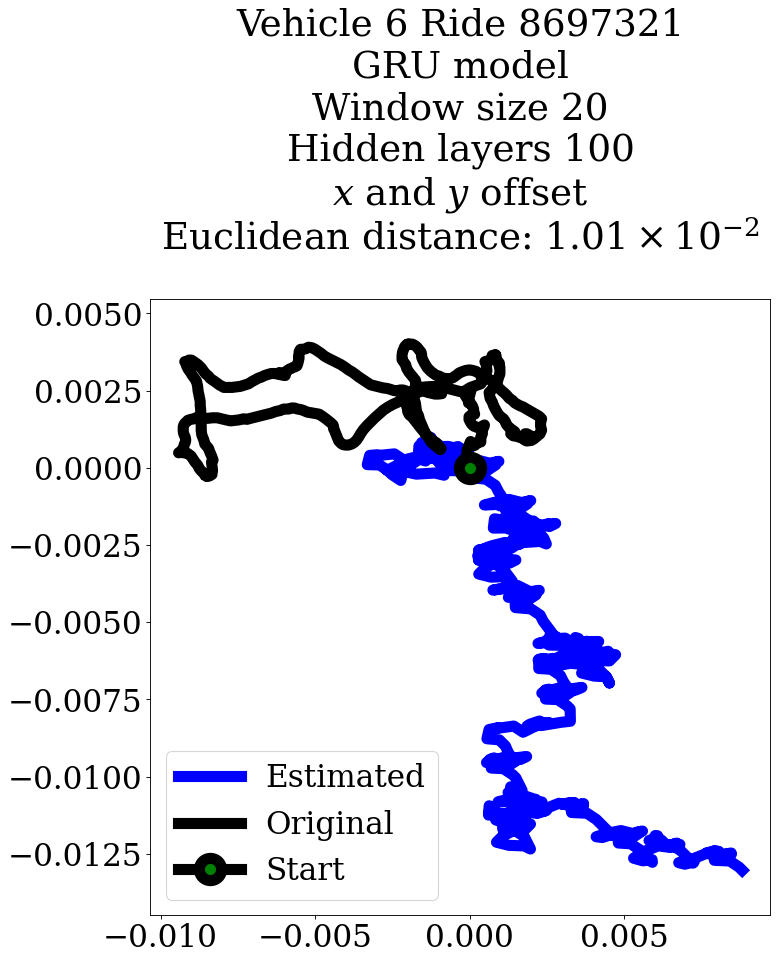 Vehicle 6 Ride 8697321
GRU model
Window size 20
Hidden layers 100
x and y offset
Euclidean distance: 1.01 × 10⁻²
0.0050
0.0025
0.0000
−0.0025
−0.0050
−0.0075
−0.0100
−0.0125
Estimated
Original
Start
−0.010 −0.005 0.000 0.005